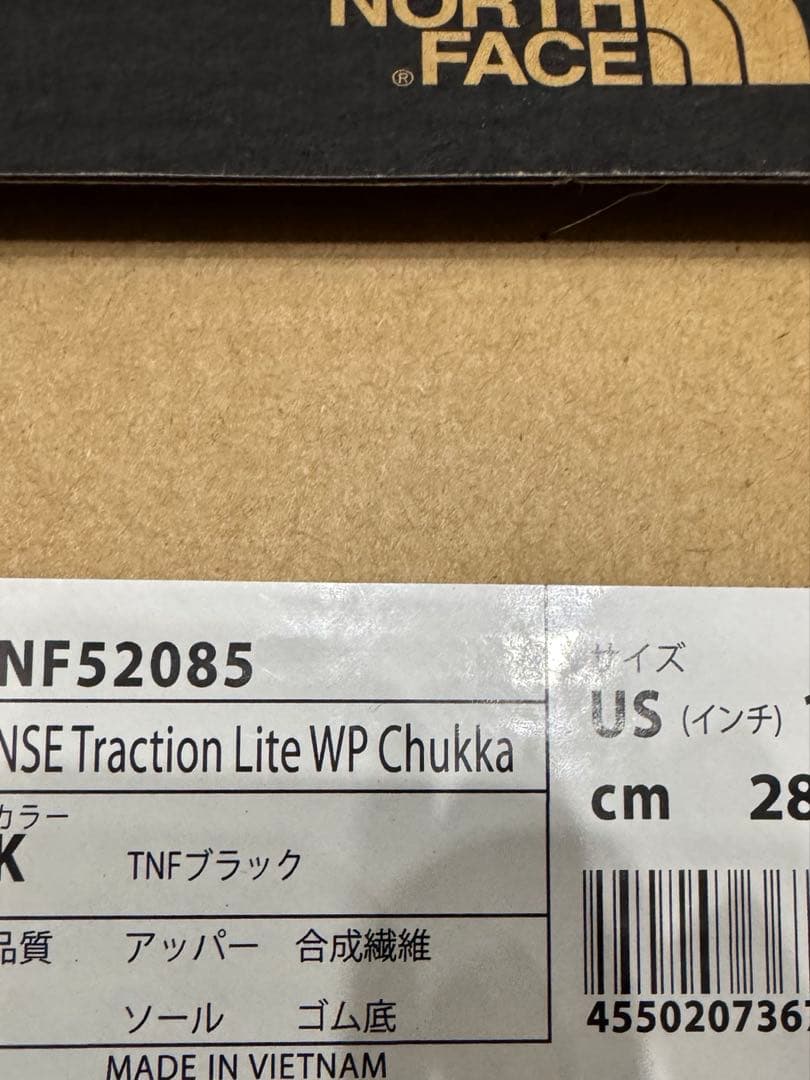 NORTH
® FACE
NF52085
NSE Traction Lite WP Chukka
カラー
K TNFブラック
品質 アッパー 合成繊維
ソール ゴム底
MADE IN VIETNAM
サイズ
US (インチ) 1
cm 28
4550207367